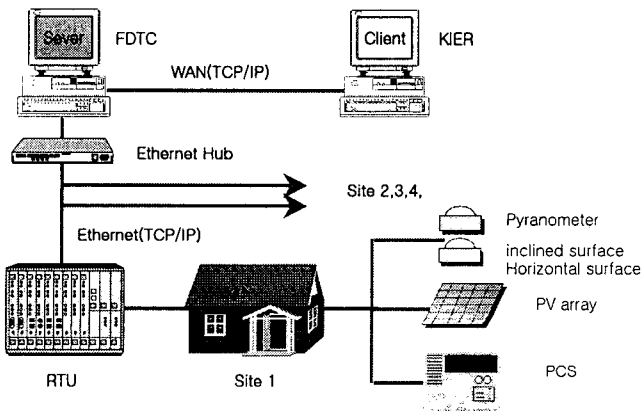 Sever
FDTC
Client
KIER
WAN(TCP/IP)
Ethernet Hub
Site 2,3,4,
Ethernet(TCP/IP)
Pyranometer
inclined surface
Horizontal surface
PV array
RTU
Site 1
PCS